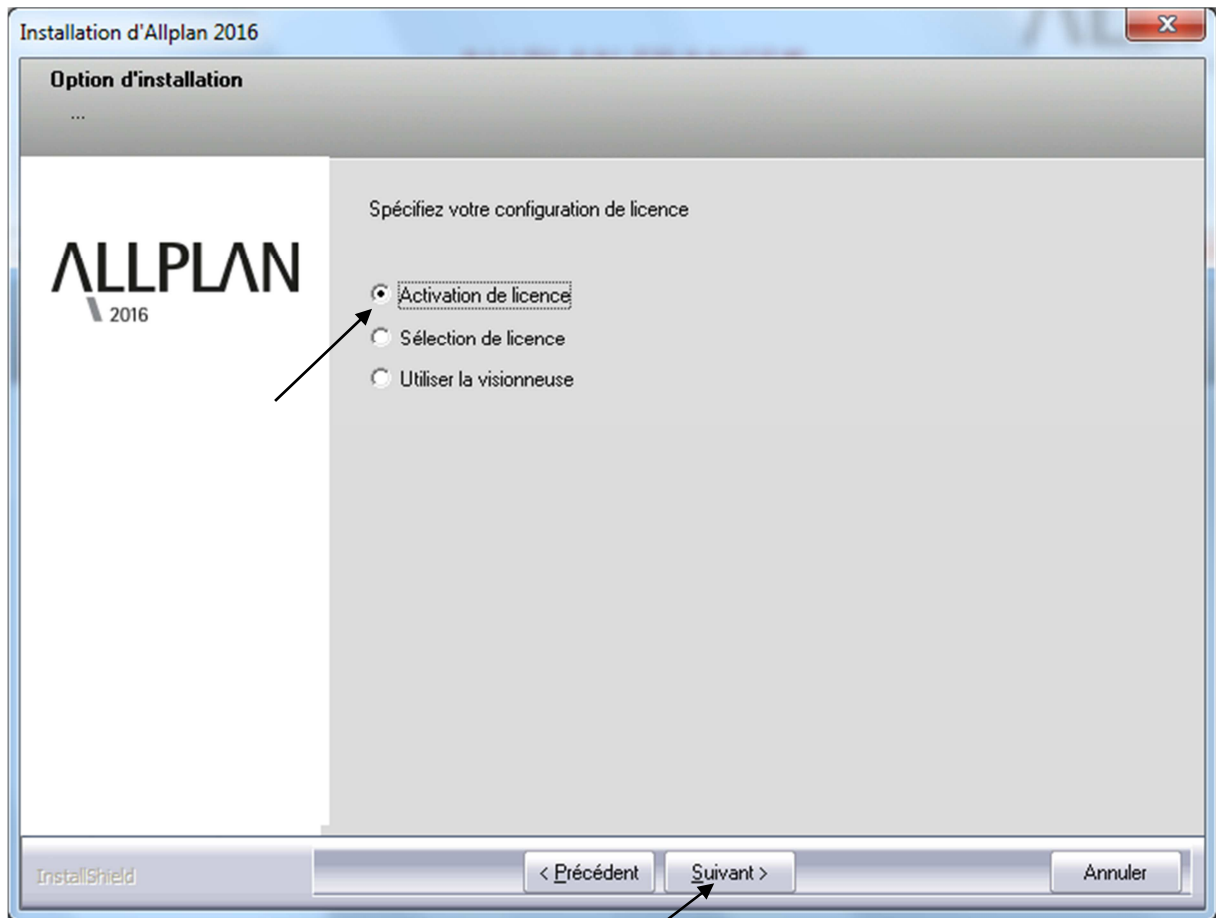 Installation d'Allplan 2016
Option d'installation
...
Spécifiez votre configuration de licence
ALLPLAN
2016
Activation de licence
Sélection de licence
Utiliser la visionneuse
InstallShield
< Précédent
Suivant >
Annuler